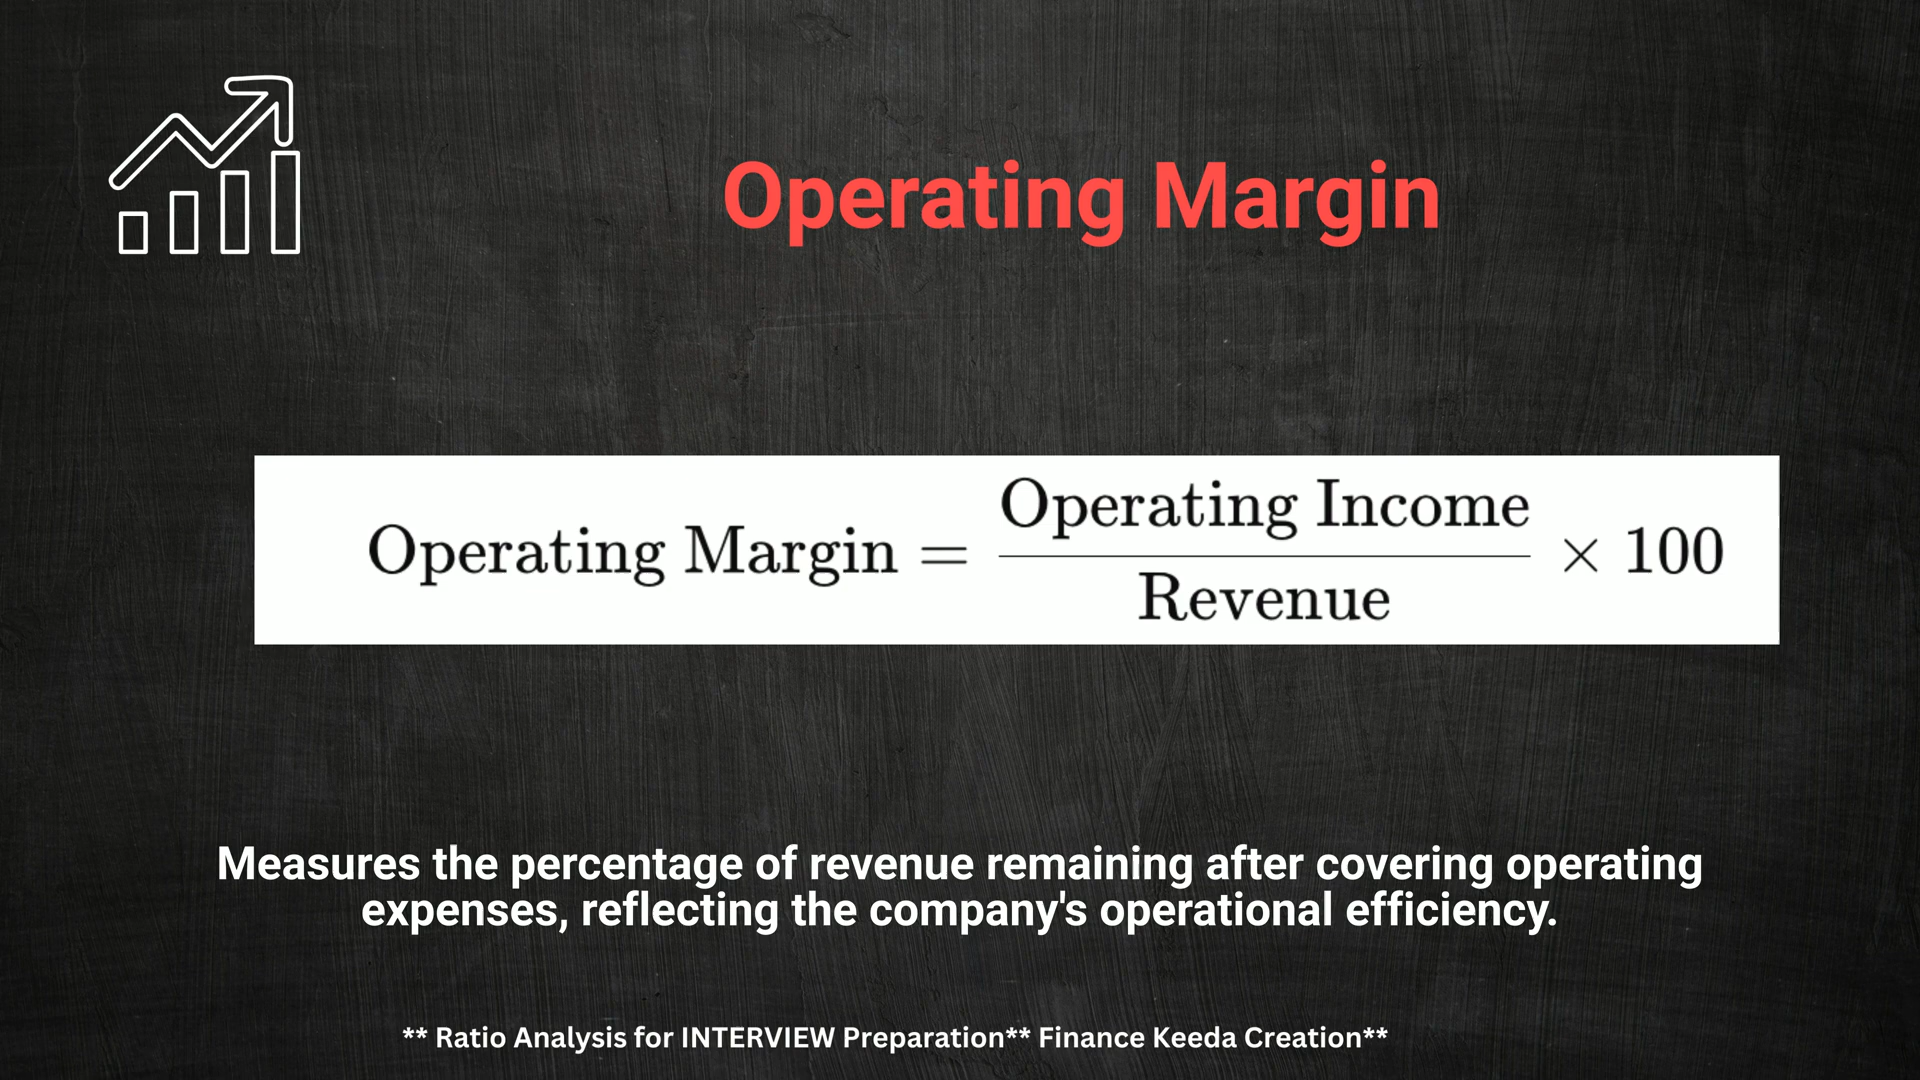 Operating Margin
Operating Margin = Operating Income / Revenue × 100
Measures the percentage of revenue remaining after covering operating
expenses, reflecting the company's operational efficiency.
** Ratio Analysis for INTERVIEW Preparation** Finance Keeda Creation**